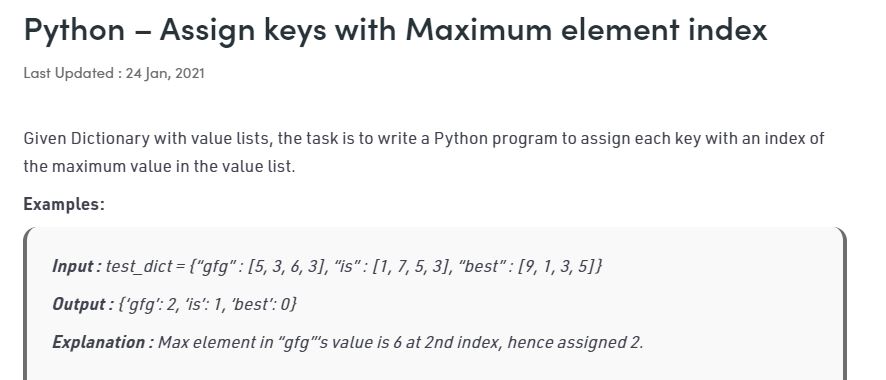 Python – Assign keys with Maximum element index
Last Updated : 24 Jan, 2021
Given Dictionary with value lists, the task is to write a Python program to assign each key with an index of
the maximum value in the value list.
Examples:
Input : test_dict = {“gfg” : [5, 3, 6, 3], “is” : [1, 7, 5, 3], “best” : [9, 1, 3, 5]}
Output : {‘gfg’: 2, ‘is’: 1, ‘best’: 0}
Explanation : Max element in “gfg”‘s value is 6 at 2nd index, hence assigned 2.